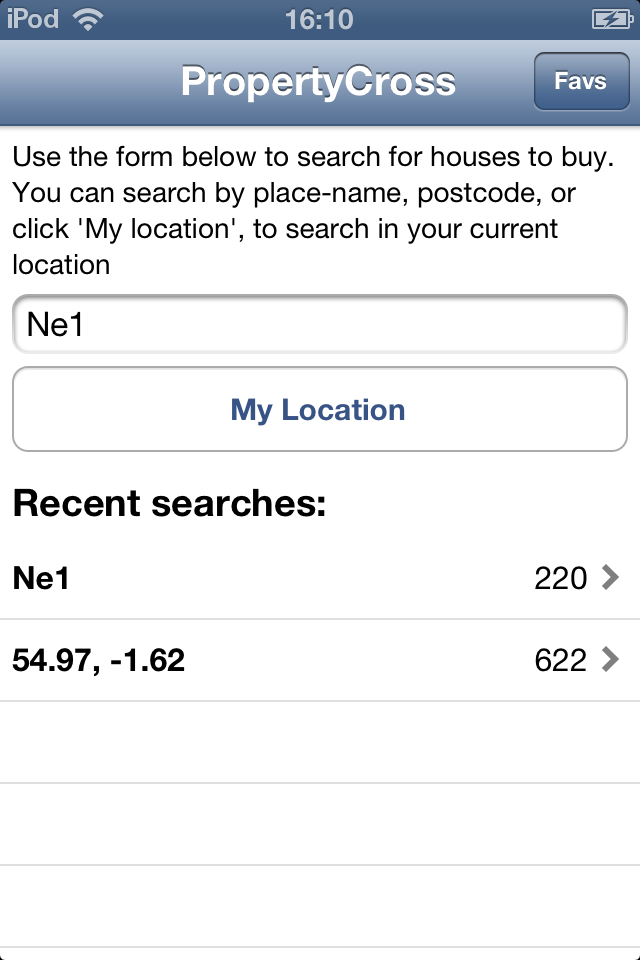 iPod 16:10
PropertyCross Favs
Use the form below to search for houses to buy.
You can search by place-name, postcode, or
click 'My location', to search in your current
location
Ne1
My Location
Recent searches:
Ne1 220
54.97, -1.62 622